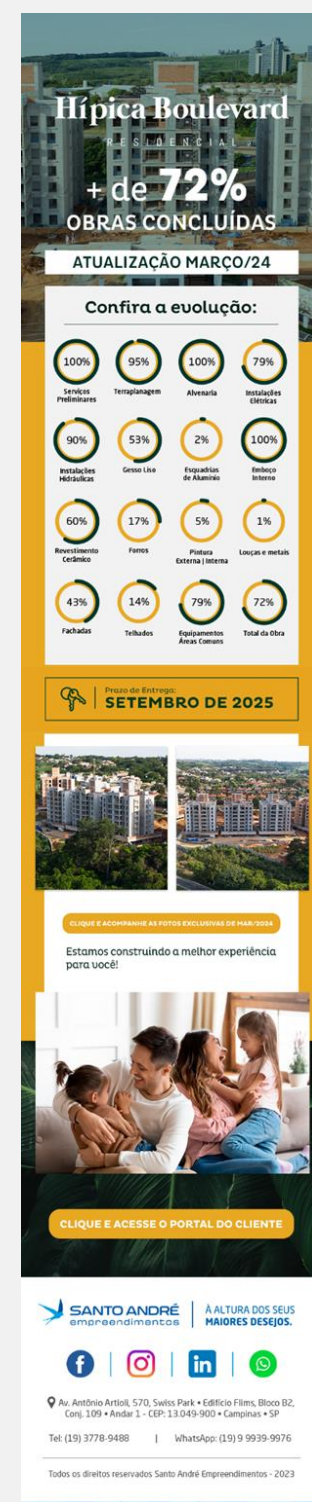 Hípica Boulevard
RESIDENCIAL
+ de 72%
OBRAS CONCLUÍDAS
ATUALIZAÇÃO MARÇO/24
Confira a evolução:
100%
Serviços
Preliminares
95%
Terraplanagem
100%
Alvenaria
79%
Instalações
Elétricas
90%
Instalações
Hidráulicas
53%
Gesso Liso
2%
Esquadrias
de Alumínio
100%
Emboço
Interno
60%
Revestimento
Cerâmico
17%
Forros
5%
Pintura
Externa | Interna
1%
Louças e metais
43%
Fachadas
14%
Telhados
79%
Equipamentos
Áreas Comuns
72%
Total da Obra
Prazo de Entrega:
SETEMBRO DE 2025
CLIQUE E ACOMPANHE AS FOTOS EXCLUSIVAS DE MAR/2024
Estamos construindo a melhor experiência
para você!
CLIQUE E ACESSE O PORTAL DO CLIENTE
SANTO ANDRÉ
empreendimentos
À ALTURA DOS SEUS
MAIORES DESEJOS.
Av. Antônio Artioli, 570, Swiss Park • Edifício Flims, Bloco B2,
Conj. 109 • Andar 1 - CEP: 13.049-900 • Campinas • SP
Tel: (19) 3778-9488 | WhatsApp: (19) 9 9939-9976
Todos os direitos reservados Santo André Empreendimentos - 2023